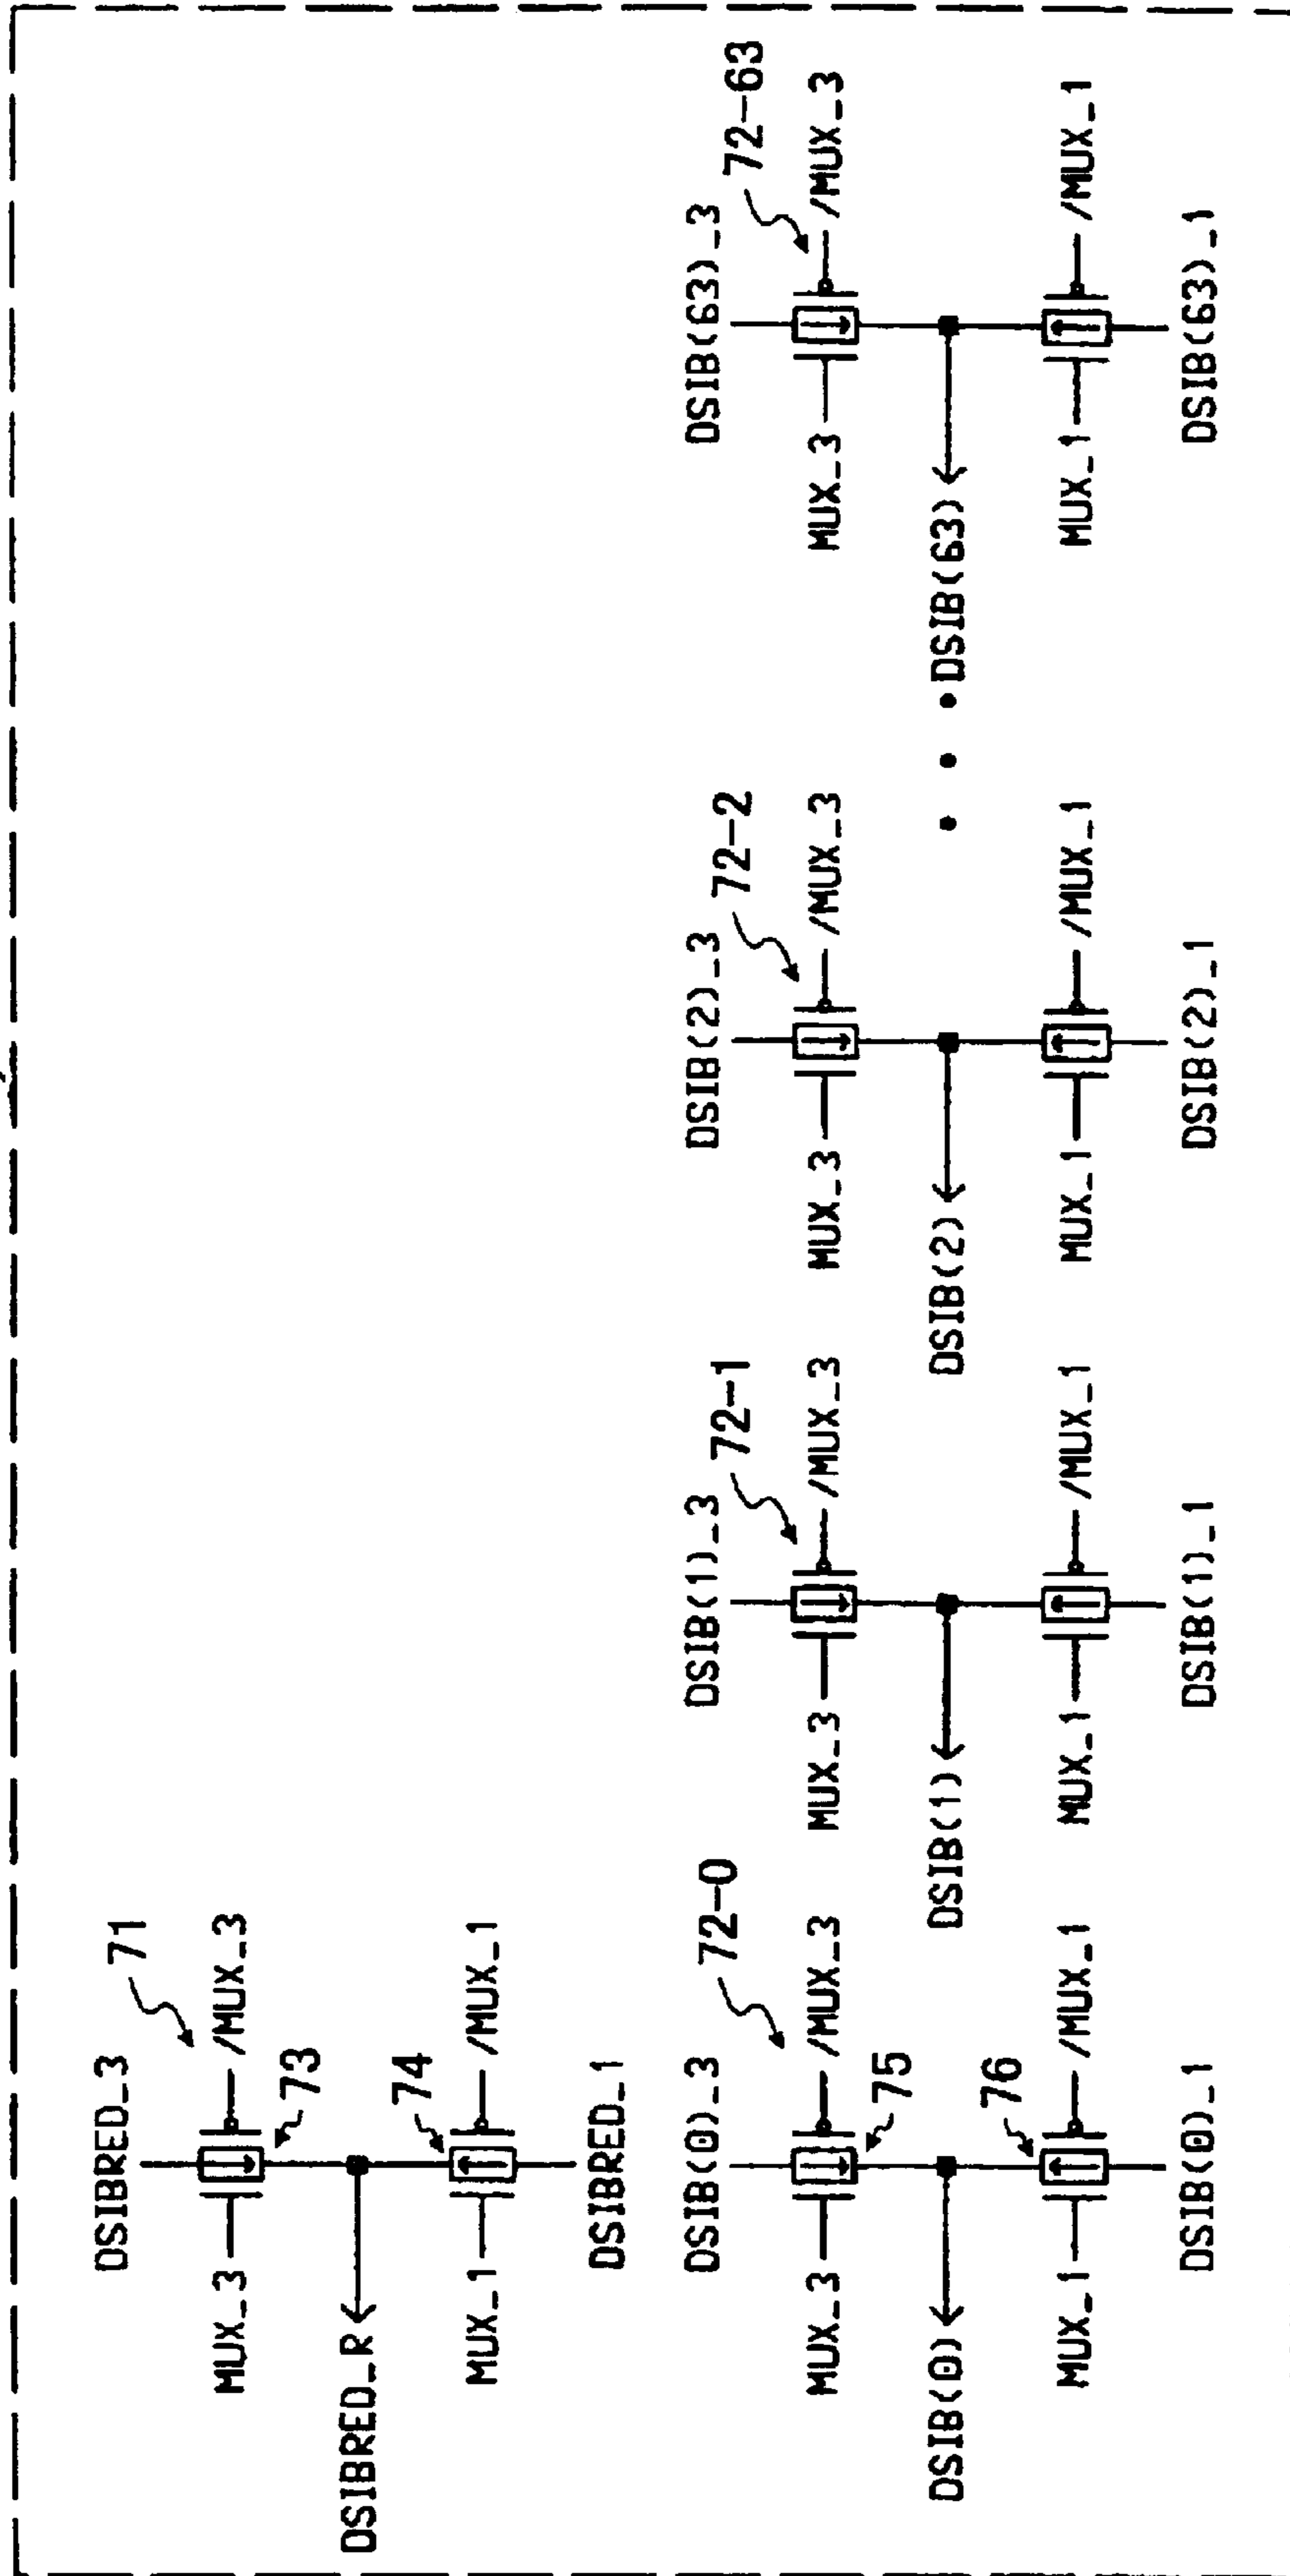 DSIBRED_3
71
MUX_3
/MUX_3
73
DSIBRED_R
74
MUX_1
/MUX_1
DSIBRED_1
DSIB(0)_3
72-0
MUX_3
/MUX_3
75
DSIB(0)
76
MUX_1
/MUX_1
DSIB(0)_1
DSIB(1)_3
72-1
MUX_3
/MUX_3
DSIB(1)
MUX_1
/MUX_1
DSIB(1)_1
DSIB(2)_3
72-2
MUX_3
/MUX_3
DSIB(2)
MUX_1
/MUX_1
DSIB(2)_1
DSIB(63)_3
72-63
MUX_3
/MUX_3
DSIB(63)
MUX_1
/MUX_1
DSIB(63)_1